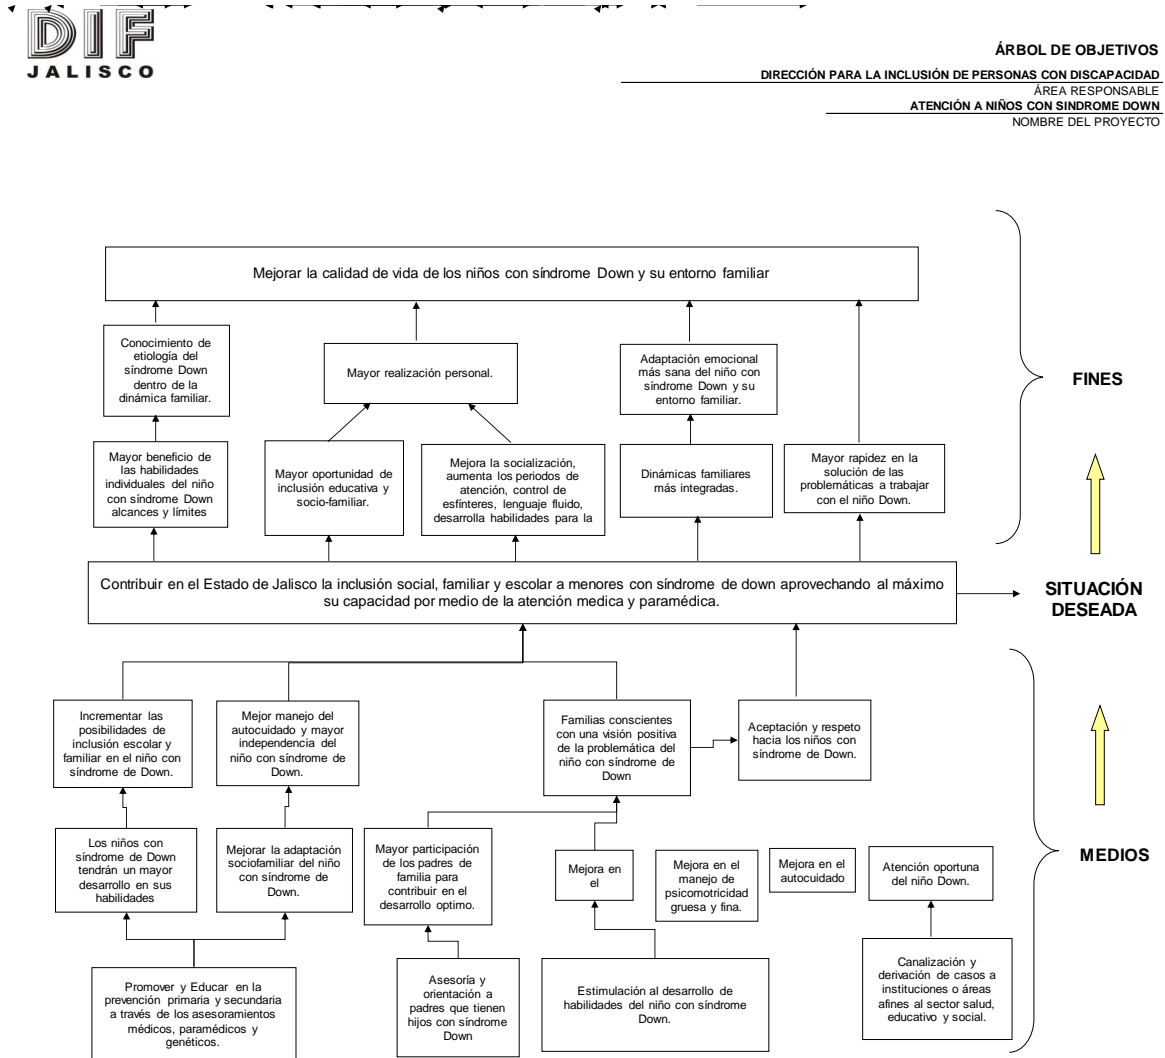 DIF
JALISCO
ÁRBOL DE OBJETIVOS
DIRECCIÓN PARA LA INCLUSIÓN DE PERSONAS CON DISCAPACIDAD
ÁREA RESPONSABLE
ATENCIÓN A NIÑOS CON SINDROME DOWN
NOMBRE DEL PROYECTO
Mejorar la calidad de vida de los niños con síndrome Down y su entorno familiar
Conocimiento de
etiología del
síndrome Down
dentro de la
dinámica familiar.
Mayor realización personal.
Adaptación emocional
más sana del niño con
síndrome Down y su
entorno familiar.
FINES
Mayor beneficio de
las habilidades
individuales del niño
con síndrome Down
alcances y límites
Mayor oportunidad de
inclusión educativa y
socio-familiar.
Mejora la socialización,
aumenta los periodos de
atención, control de
esfínteres, lenguaje fluido,
desarrolla habilidades para la
Dinámicas familiares
más integradas.
Mayor rapidez en la
solución de las
problemáticas a trabajar
con el niño Down.
Contribuir en el Estado de Jalisco la inclusión social, familiar y escolar a menores con síndrome de down aprovechando al máximo
su capacidad por medio de la atención medica y paramédica.
SITUACIÓN
DESEADA
Incrementar las
posibilidades de
inclusión escolar y
familiar en el niño con
síndrome de Down.
Mejor manejo del
autocuidado y mayor
independencia del
niño con síndrome de
Down.
Familias conscientes
con una visión positiva
de la problemática del
niño con síndrome de
Down
Aceptación y respeto
hacia los niños con
síndrome de Down.
Los niños con
síndrome de Down
tendrán un mayor
desarrollo en sus
habilidades
Mejorar la adaptación
sociofamiliar del niño
con síndrome de
Down.
Mayor participación
de los padres de
familia para
contribuir en el
desarrollo optimo.
Mejora en
el
Mejora en el
manejo de
psicomotricidad
gruesa y fina.
Mejora en el
autocuidado
Atención oportuna
del niño Down.
MEDIOS
Promover y Educar en la
prevención primaria y secundaria
a través de los asesoramientos
médicos, paramédicos y
genéticos.
Asesoría y
orientación a
padres que tienen
hijos con síndrome
Down
Estimulación al desarrollo de
habilidades del niño con síndrome
Down.
Canalización y
derivación de casos a
instituciones o áreas
afines al sector salud,
educativo y social.